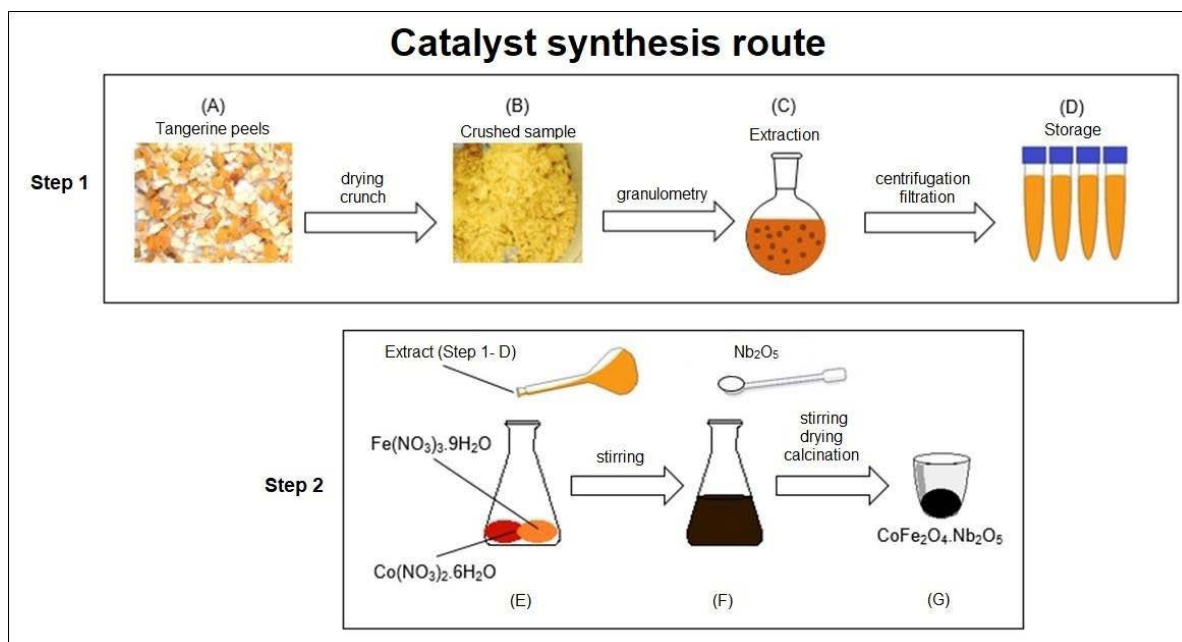 Catalyst synthesis route
Step 1
(A)
Tangerine peels
drying
crunch
(B)
Crushed sample
granulometry
(C)
Extraction
centrifugation
filtration
(D)
Storage
Step 2
Extract (Step 1- D)
Fe(NO₃)₃.9H₂O
Co(NO₃)₂.6H₂O
(E)
stirring
Nb₂O₅
(F)
stirring
drying
calcination
CoFe₂O₄.Nb₂O₅
(G)